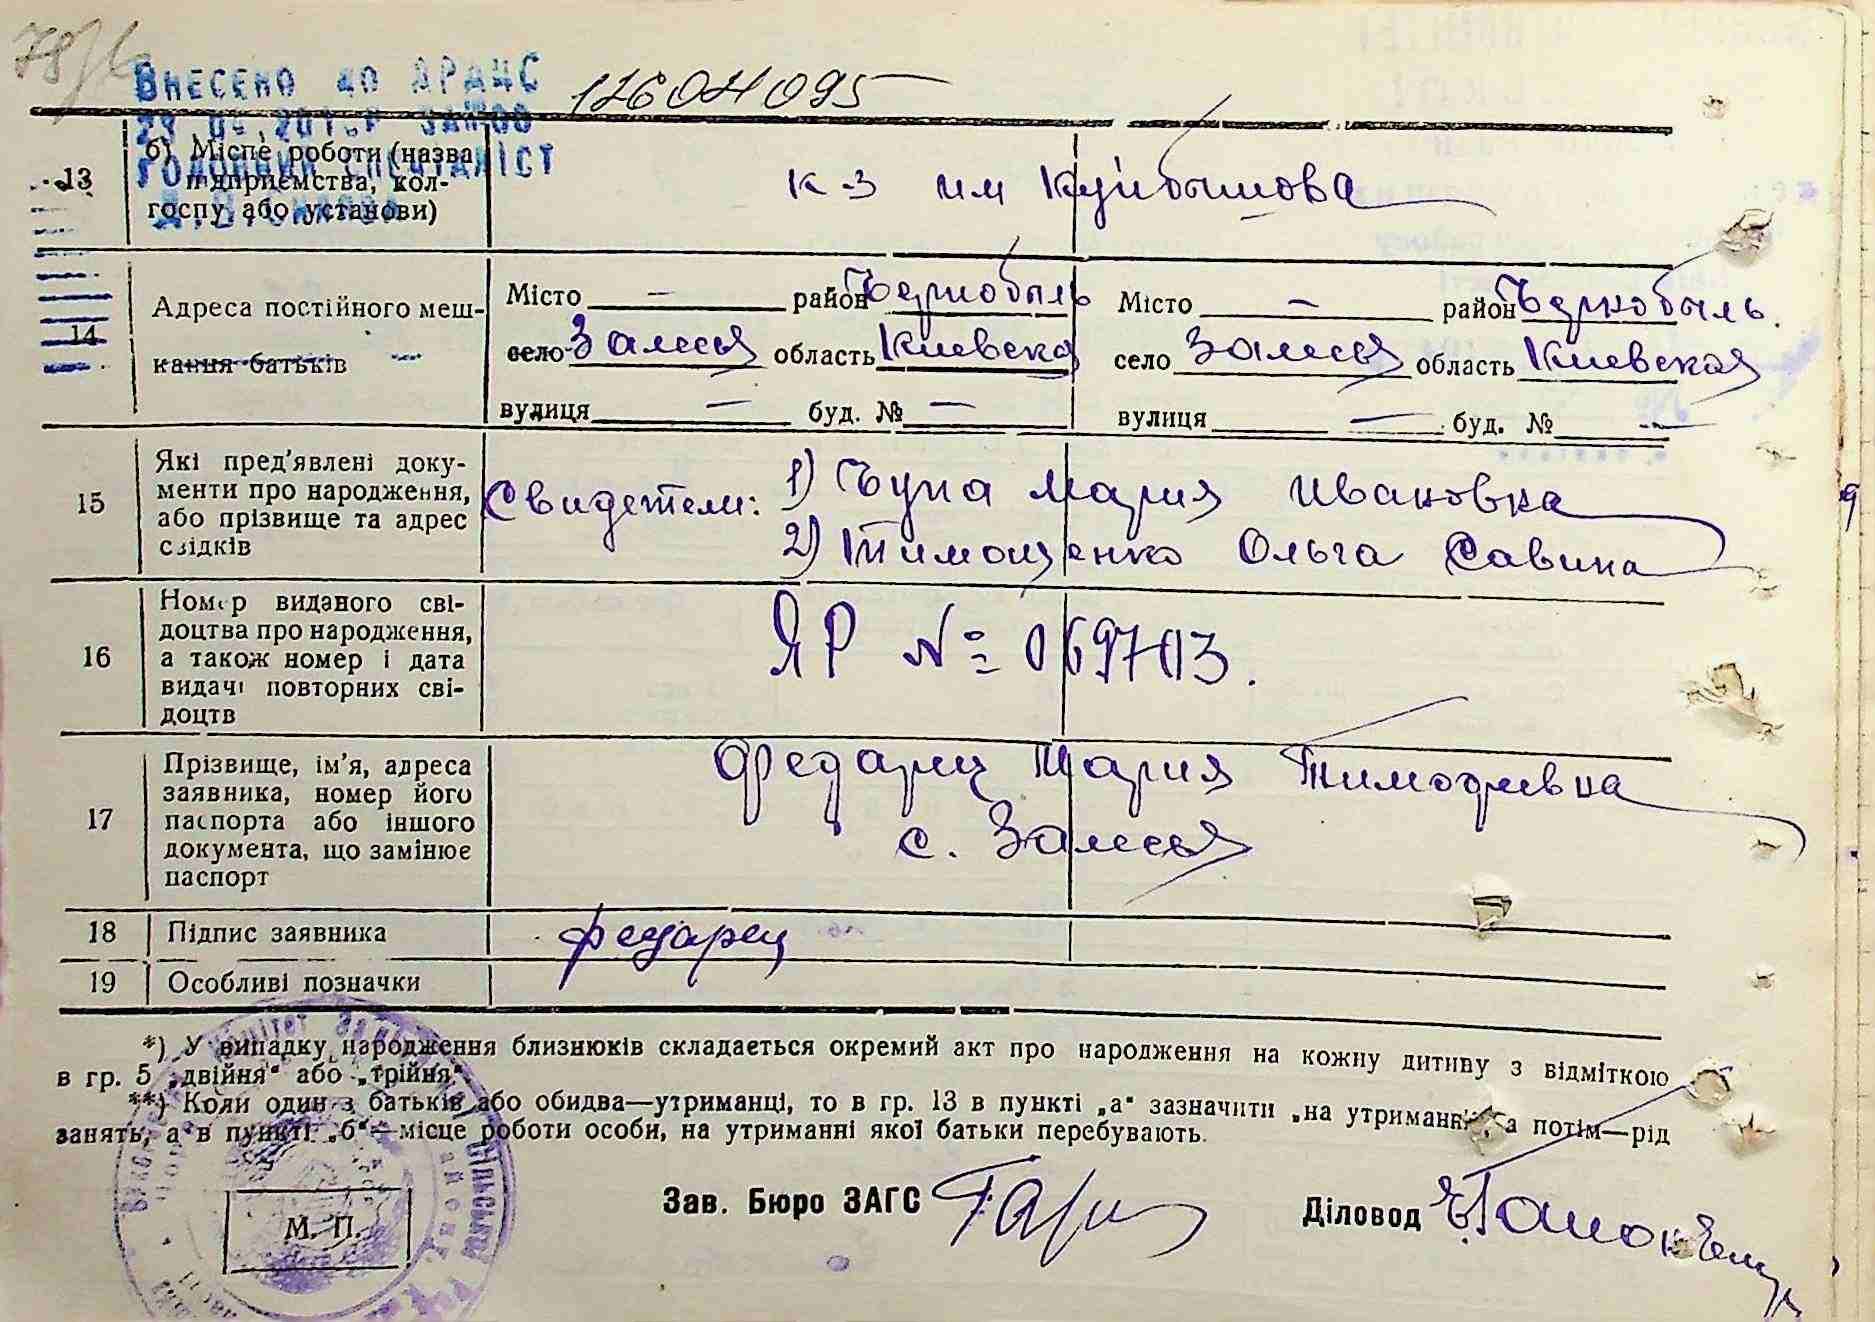 ВНЕСЕНО ДО ДРАЦС 12604095
13 б) Місце роботи (назва підприємства, колгоспу або установи) к-з им Куйбышова
14 Адреса постійного мешкання батьків
Місто — район Чернобыль Місто — район Чернобыль.
село Залесья область Киевская село Залесья область Киевская
вулиця — буд. № — вулиця — буд. № —
15 Які пред'явлені документи про народження, або прізвище та адрес свідків
Свидетели: 1) Чупа Мария Ивановна
2) Тимошенко Ольга Савина
16 Номер виданого свідоцтва про народження, а також номер і дата видачі повторних свідоцтв
ЯР № 069703.
17 Прізвище, ім'я, адреса заявника, номер його паспорта або іншого документа, що замінює паспорт
Федарец Мария Тимофеевна
с. Залесья
18 Підпис заявника Федарец
19 Особливі позначки
*) У випадку народження близнюків складається окремий акт про народження на кожну дитину з відміткою
в гр. 5 „двійня“ або „трійня“.
**) Коли один з батьків або обидва—утриманці, то в гр. 13 в пункті „а“ зазначити „на утриманні“, а потім—рід
занять, а в пункті „б“—місце роботи особи, на утриманні якої батьки перебувають.
Зав. Бюро ЗАГС Діловод
М. П.